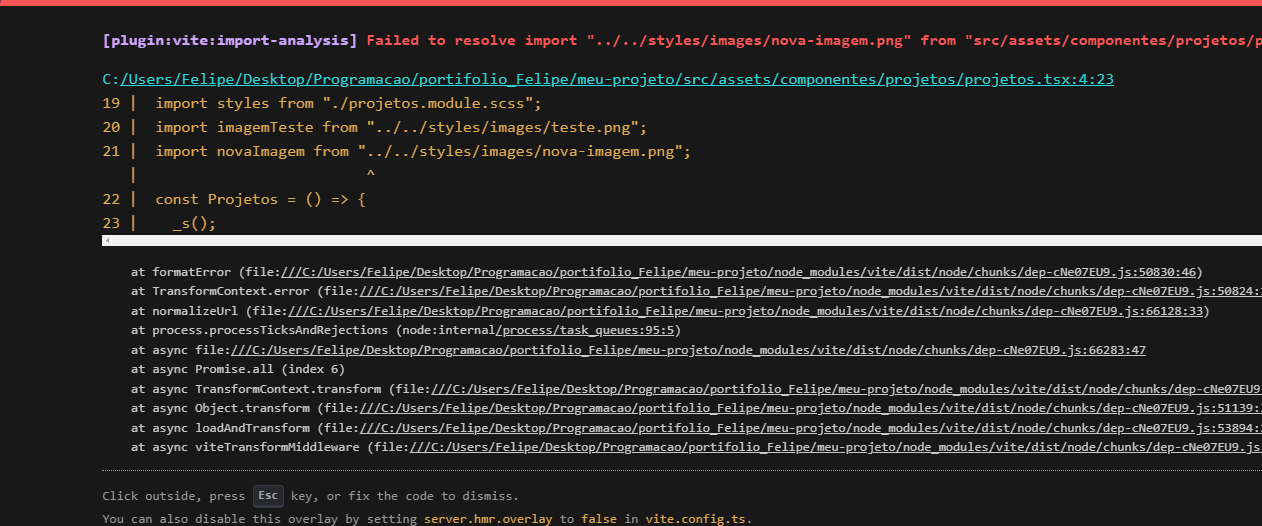 [plugin:vite:import-analysis] Failed to resolve import "../../styles/images/nova-imagem.png" from "src/assets/componentes/projetos/p
C:/Users/Felipe/Desktop/Programacao/portifolio_Felipe/meu-projeto/src/assets/componentes/projetos/projetos.tsx:4:23
19 |  import styles from "./projetos.module.scss";
20 |  import imagemTeste from "../../styles/images/teste.png";
21 |  import novaImagem from "../../styles/images/nova-imagem.png";
   |                          ^
22 |  const Projetos = () => {
23 |    _s();
at formatError (file:///C:/Users/Felipe/Desktop/Programacao/portifolio_Felipe/meu-projeto/node_modules/vite/dist/node/chunks/dep-cNe07EU9.js:50830:46)
at TransformContext.error (file:///C:/Users/Felipe/Desktop/Programacao/portifolio_Felipe/meu-projeto/node_modules/vite/dist/node/chunks/dep-cNe07EU9.js:50824:
at normalizeUrl (file:///C:/Users/Felipe/Desktop/Programacao/portifolio_Felipe/meu-projeto/node_modules/vite/dist/node/chunks/dep-cNe07EU9.js:66128:33)
at process.processTicksAndRejections (node:internal/process/task_queues:95:5)
at async file:///C:/Users/Felipe/Desktop/Programacao/portifolio_Felipe/meu-projeto/node_modules/vite/dist/node/chunks/dep-cNe07EU9.js:66283:47
at async Promise.all (index 6)
at async TransformContext.transform (file:///C:/Users/Felipe/Desktop/Programacao/portifolio_Felipe/meu-projeto/node_modules/vite/dist/node/chunks/dep-cNe07EU9
at async Object.transform (file:///C:/Users/Felipe/Desktop/Programacao/portifolio_Felipe/meu-projeto/node_modules/vite/dist/node/chunks/dep-cNe07EU9.js:51139:
at async loadAndTransform (file:///C:/Users/Felipe/Desktop/Programacao/portifolio_Felipe/meu-projeto/node_modules/vite/dist/node/chunks/dep-cNe07EU9.js:53894:
at async viteTransformMiddleware (file:///C:/Users/Felipe/Desktop/Programacao/portifolio_Felipe/meu-projeto/node_modules/vite/dist/node/chunks/dep-cNe07EU9.js
Click outside, press Esc key, or fix the code to dismiss.
You can also disable this overlay by setting server.hmr.overlay to false in vite.config.ts.